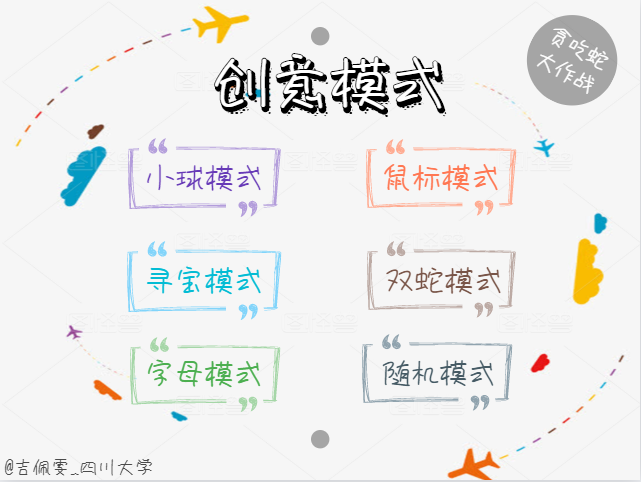 贪吃蛇
大作战
创意模式
小球模式
鼠标模式
寻宝模式
双蛇模式
字母模式
随机模式
@吉佩雯_四川大学